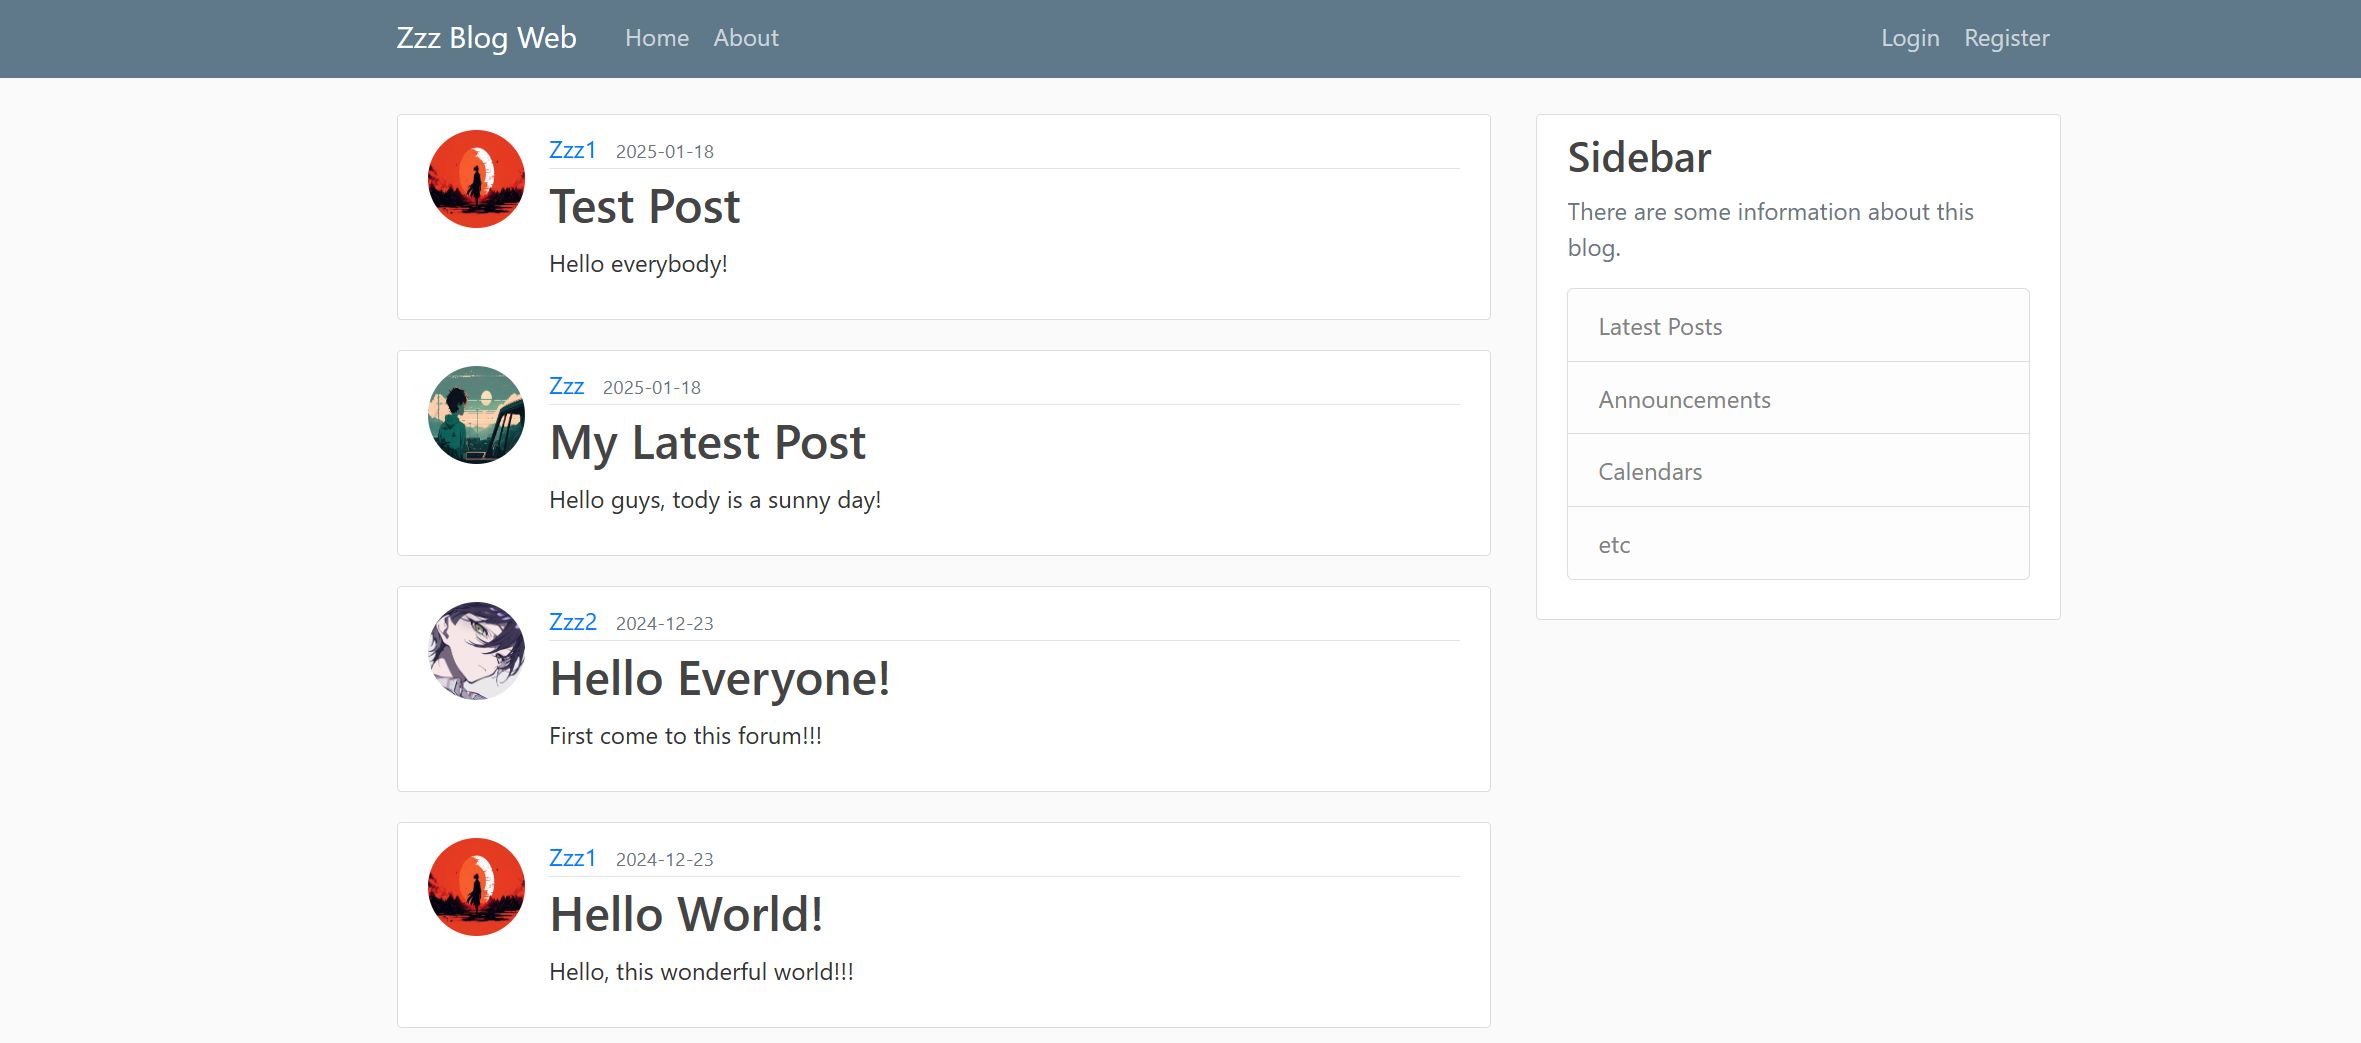 Zzz Blog Web Home About Login Register
Zzz1 2025-01-18
Test Post
Hello everybody!
Zzz 2025-01-18
My Latest Post
Hello guys, tody is a sunny day!
Zzz2 2024-12-23
Hello Everyone!
First come to this forum!!!
Zzz1 2024-12-23
Hello World!
Hello, this wonderful world!!!
Sidebar
There are some information about this
blog.
Latest Posts
Announcements
Calendars
etc